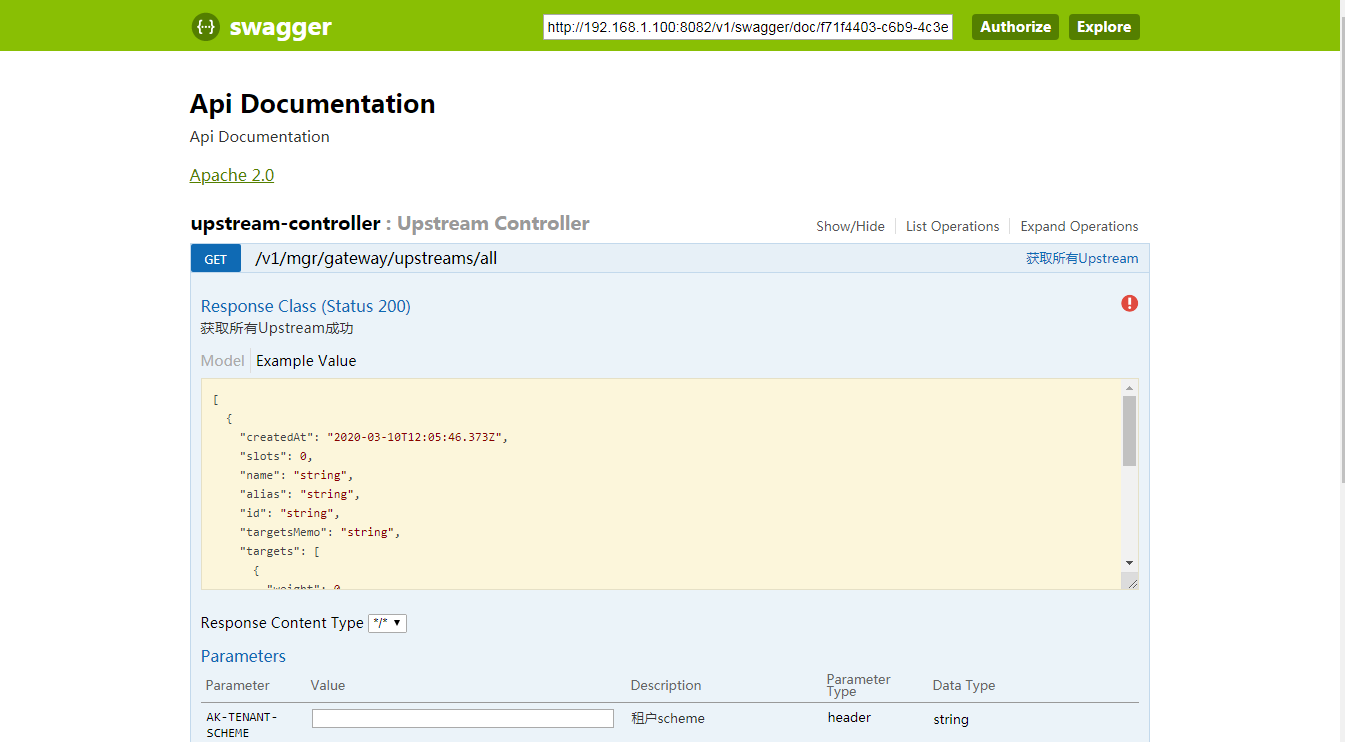 swagger
http://192.168.1.100:8082/v1/swagger/doc/f71f4403-c6b9-4c3e
Authorize
Explore
Api Documentation
Api Documentation
Apache 2.0
upstream-controller : Upstream Controller
Show/Hide
List Operations
Expand Operations
GET
/v1/mgr/gateway/upstreams/all
获取所有Upstream
Response Class (Status 200)
获取所有Upstream成功
Model
Example Value
[
{
"createdAt": "2020-03-10T12:05:46.373Z",
"slots": 0,
"name": "string",
"alias": "string",
"id": "string",
"targetsMemo": "string",
"targets": [
{
"weight": 0
Response Content Type */*
Parameters
Parameter
Value
Description
Parameter
Type
Data Type
AK-TENANT-
SCHEME
租户scheme
header
string